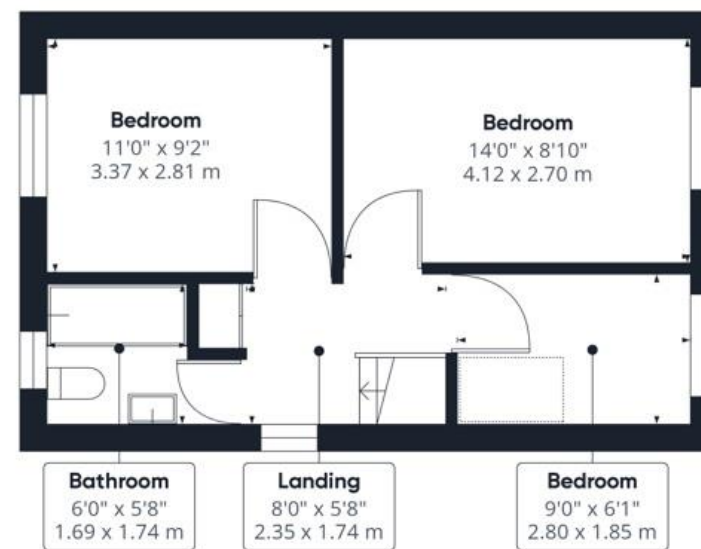 Bedroom
11'0" x 9'2"
3.37 x 2.81 m
Bedroom
14'0" x 8'10"
4.12 x 2.70 m
Bathroom
6'0" x 5'8"
1.69 x 1.74 m
Landing
8'0" x 5'8"
2.35 x 1.74 m
Bedroom
9'0" x 6'1"
2.80 x 1.85 m